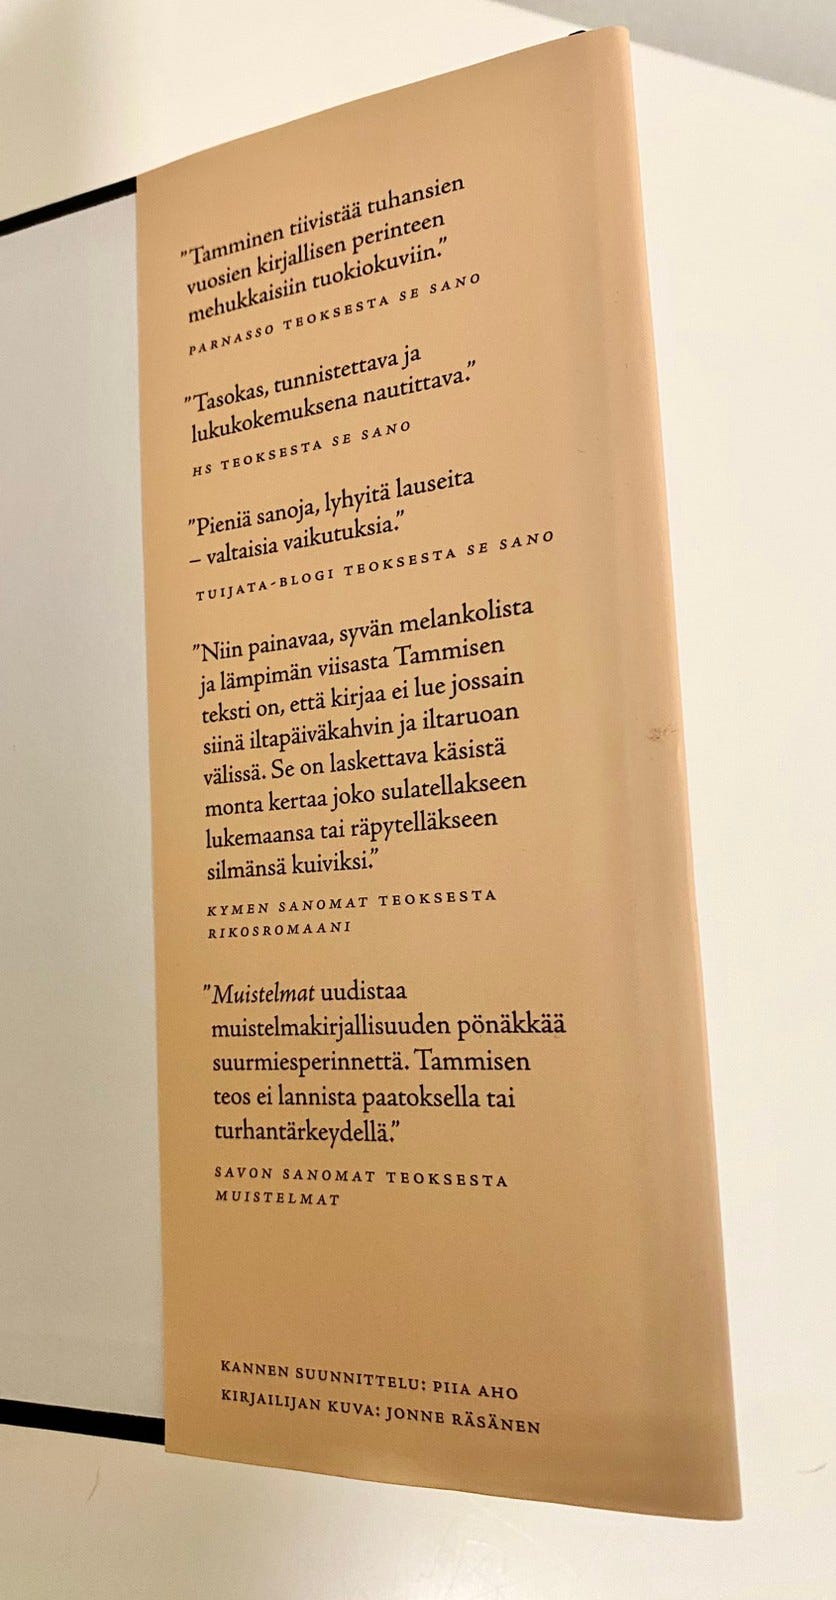 ”Tamminen tiivistää tuhansien
vuosien kirjallisen perinteen
mehukkaisiin tuokiokuviin.”
PARNASSO TEOKSESTA SE SANO
”Tasokas, tunnistettava ja
lukukokemuksena nautittava.”
HS TEOKSESTA SE SANO
”Pieniä sanoja, lyhyitä lauseita
– valtaisia vaikutuksia.”
TUIJATA-BLOGI TEOKSESTA SE SANO
”Niin painavaa, syvän melankolista
ja lämpimän viisasta Tammisen
teksti on, että kirjaa ei lue jossain
siinä iltapäiväkahvin ja iltaruoan
välissä. Se on laskettava käsistä
monta kertaa joko sulatellakseen
lukemaansa tai räpytelläkseen
silmänsä kuiviksi.”
KYMEN SANOMAT TEOKSESTA
RIKOSROMAANI
”Muistelmat uudistaa
muistelmakirjallisuuden pönäkkää
suurmiesperinnettä. Tammisen
teos ei lannista paatoksella tai
turhantärkeydellä.”
SAVON SANOMAT TEOKSESTA
MUISTELMAT
KANNEN SUUNNITTELU: PIIA AHO
KIRJAILIJAN KUVA: JONNE RÄSÄNEN